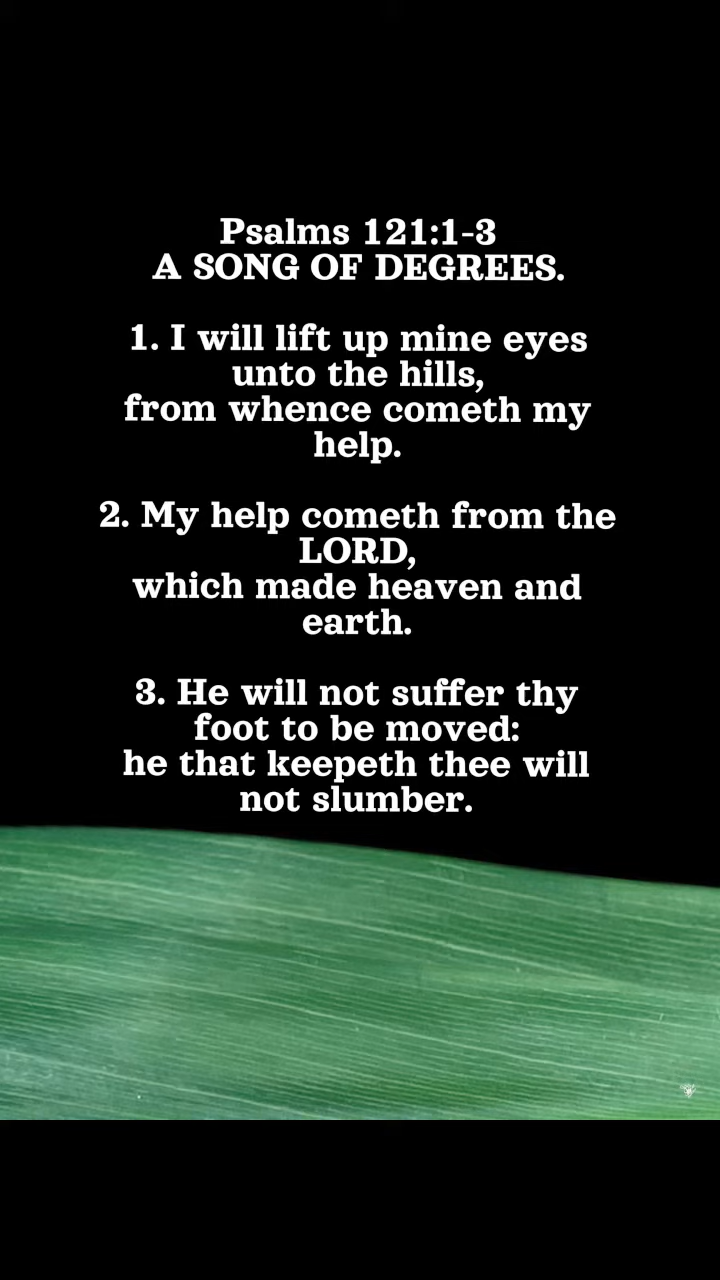 Psalms 121:1-3
A SONG OF DEGREES.
1. I will lift up mine eyes
unto the hills,
from whence cometh my
help.
2. My help cometh from the
LORD,
which made heaven and
earth.
3. He will not suffer thy
foot to be moved:
he that keepeth thee will
not slumber.